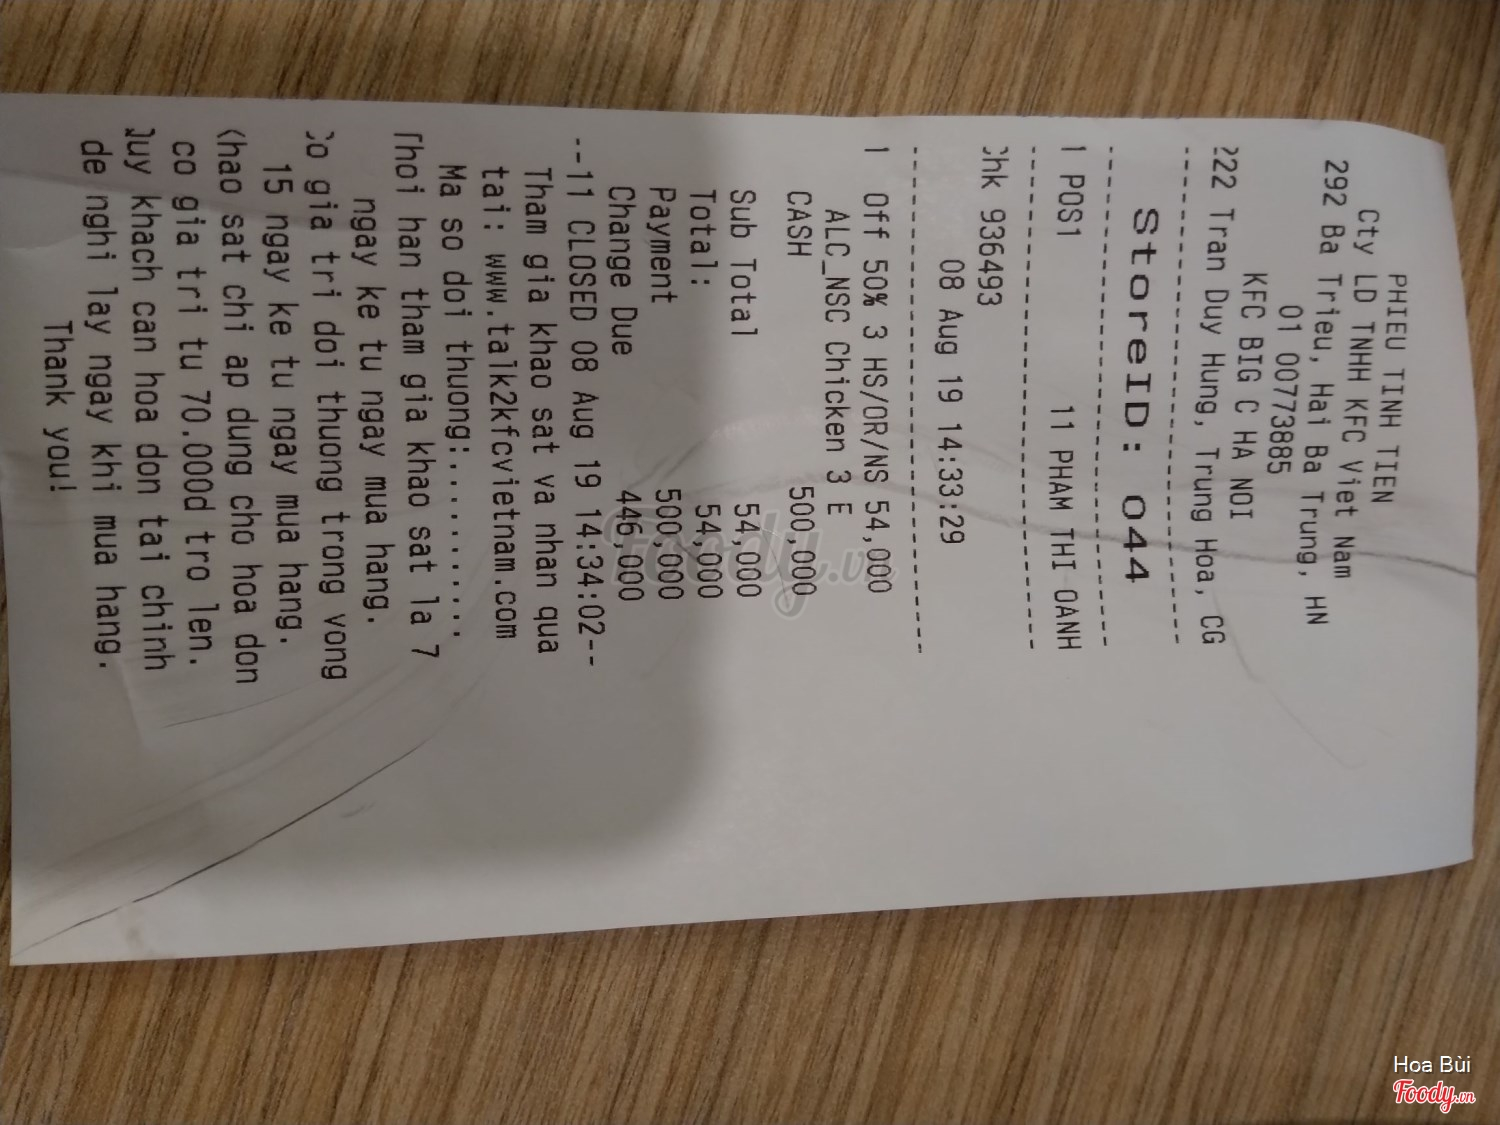 PHIEU TINH TIEN
Cty LD TNHH KFC Viet Nam
292 Ba Trieu, Hai Ba Trung, HN
01 00773885
KFC BIG C HA NOI
222 Tran Duy Hung, Trung Hoa, CG
StoreID: 044
1 POS1 11 PHAM THI OANH
Chk 936493
08 Aug 19 14:33:29
1 Off 50% 3 HS/OR/NS 54,000
ALC_NSC Chicken 3 E
CASH 500,000
Sub Total 54,000
Total: 54,000
Payment 500,000
Change Due 446,000
--11 CLOSED 08 Aug 19 14:34:02--
Tham gia khao sat va nhan qua
tai: www.talk2kfcvietnam.com
Ma so doi thuong:...........
Thoi han tham gia khao sat la 7
ngay ke tu ngay mua hang.
Co gia tri doi thuong trong vong
15 ngay ke tu ngay mua hang.
Khao sat chi ap dung cho hoa don
co gia tri tu 70.000d tro len.
Quy khach can hoa don tai chinh
de nghi lay ngay khi mua hang.
Thank you!
Foody.vn
Hoa Bùi
Foody.vn